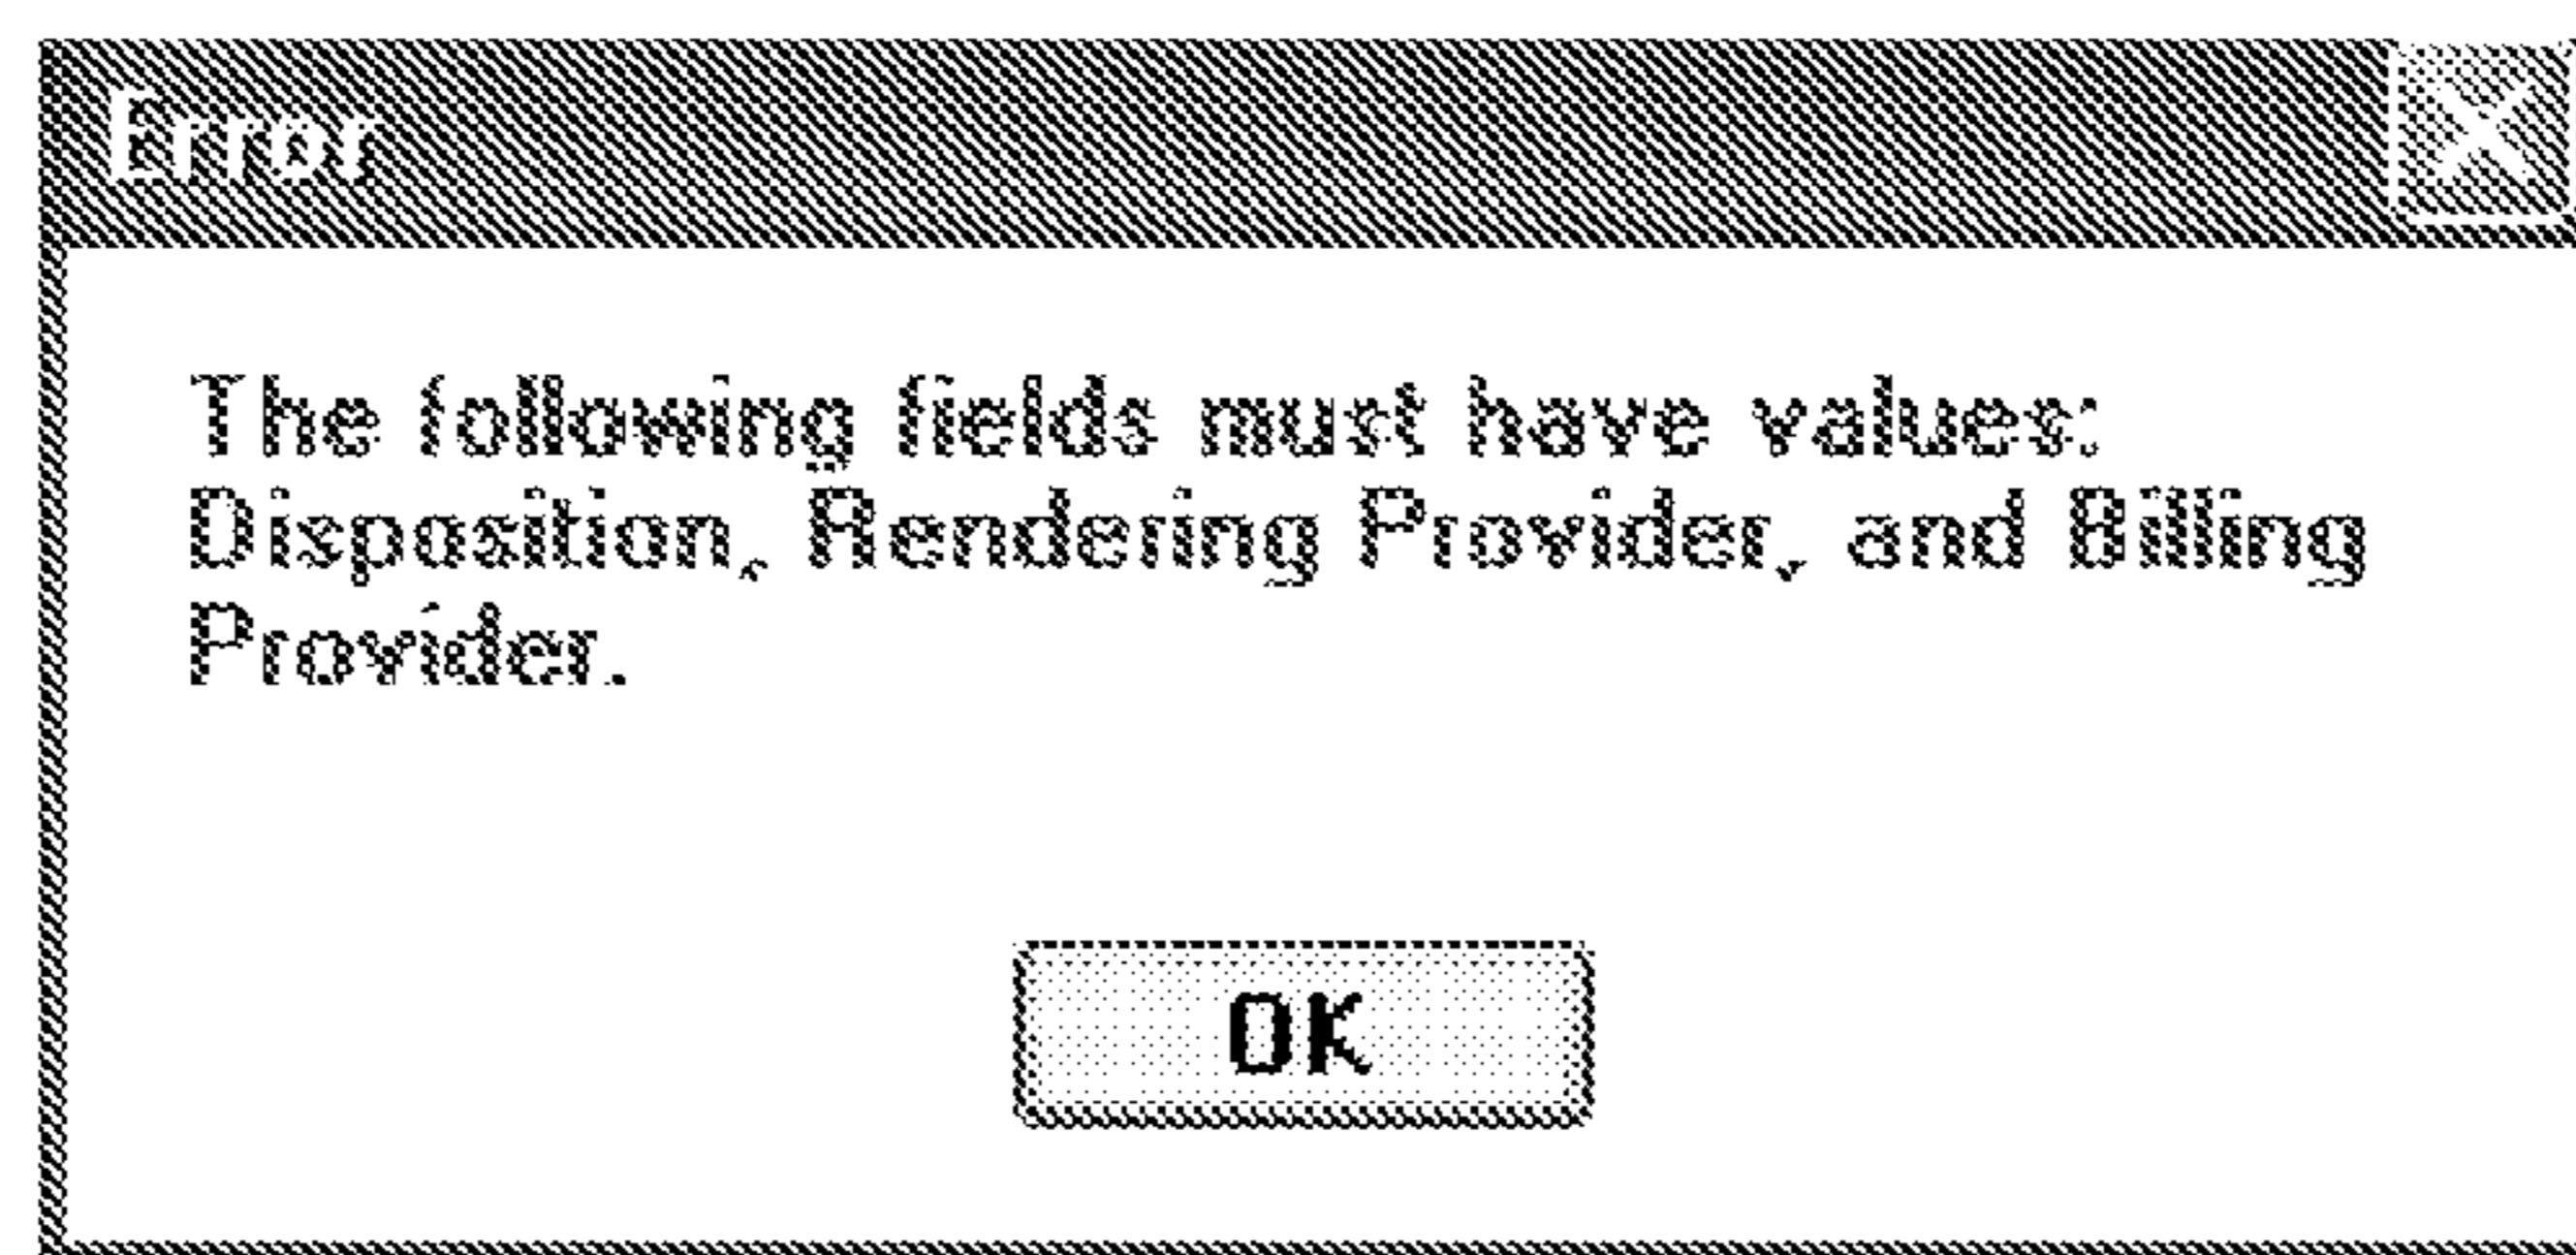 Error
The following fields must have values:
Disposition, Rendering Provider, and Billing
Provider.
OK